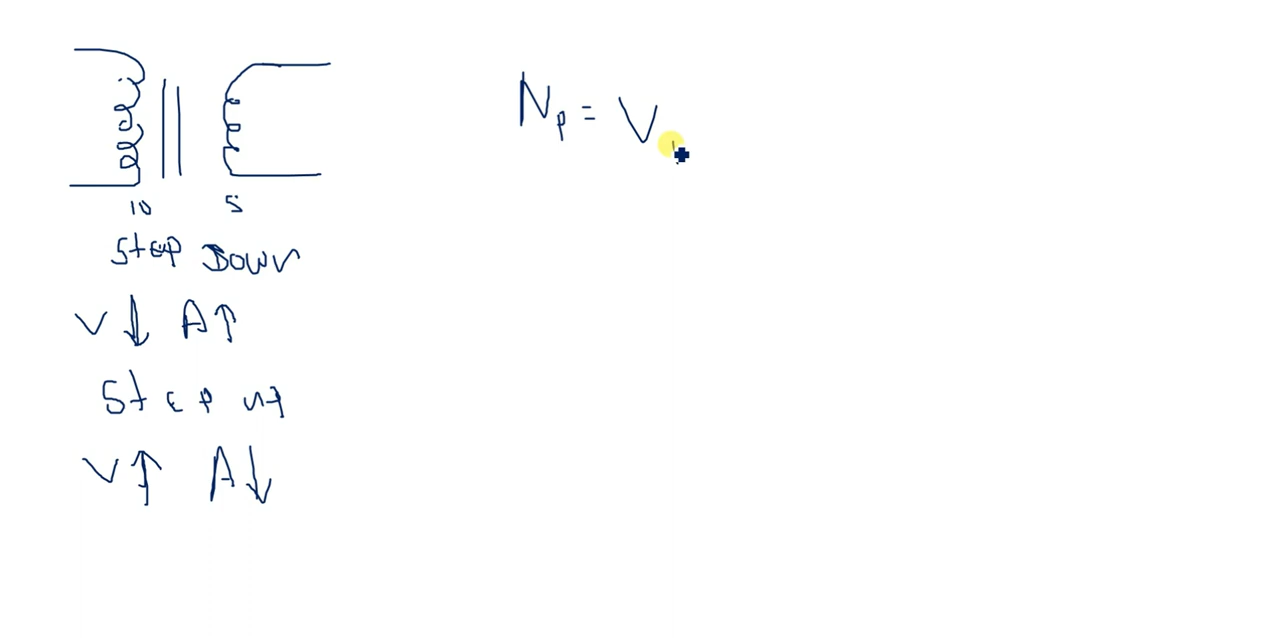 10 5
Step DOWN
V ↓ A ↑
Step up
V ↑ A ↓
Np = V